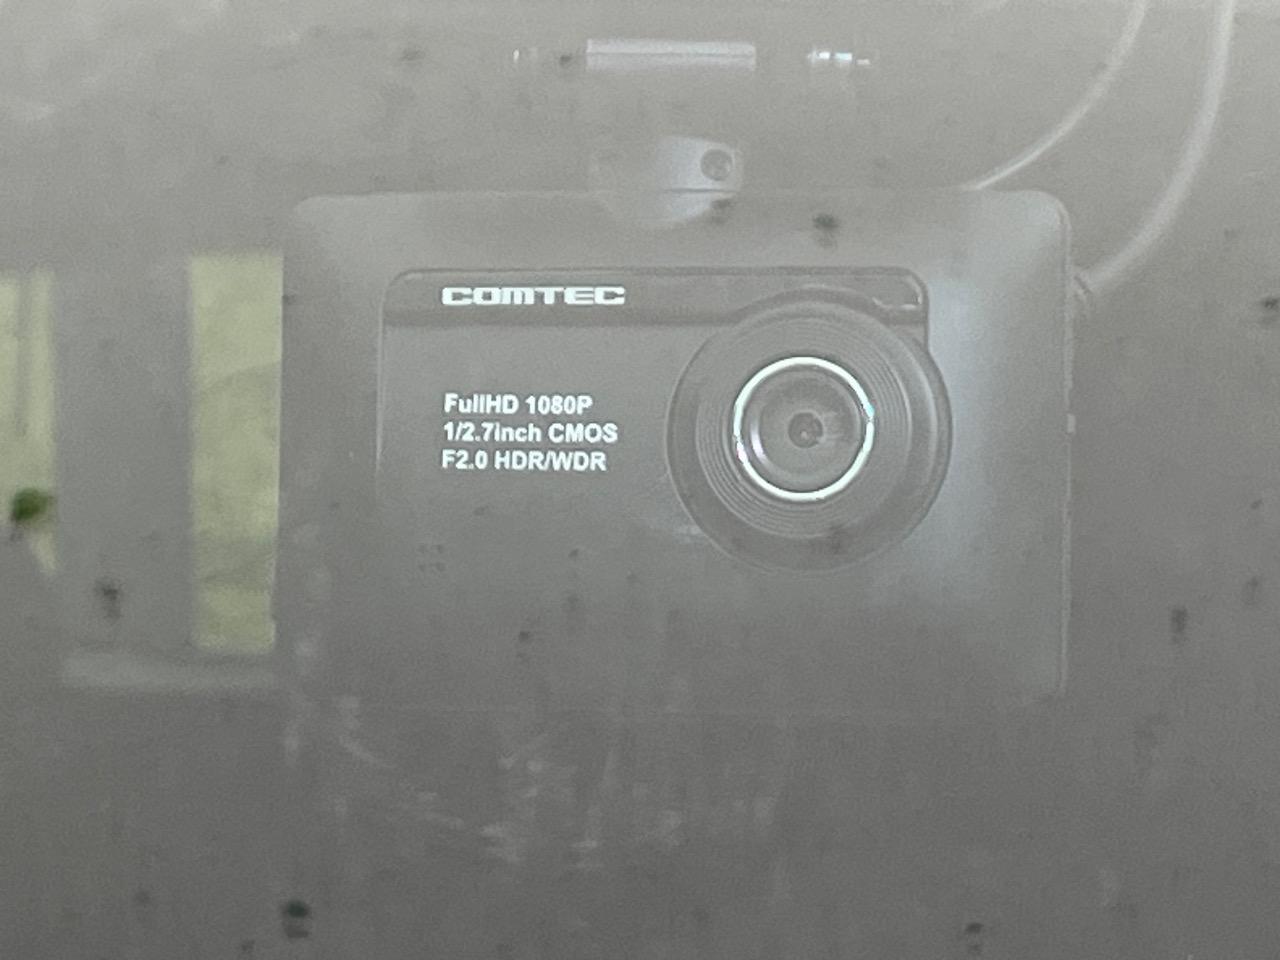 COMTEC
FullHD 1080P
1/2.7inch CMOS
F2.0 HDR/WDR